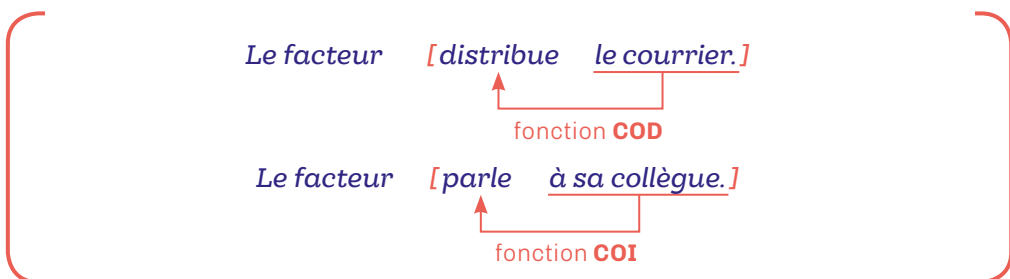 Le facteur [distribue le courrier.]
fonction COD
Le facteur [parle à sa collègue.]
fonction COI